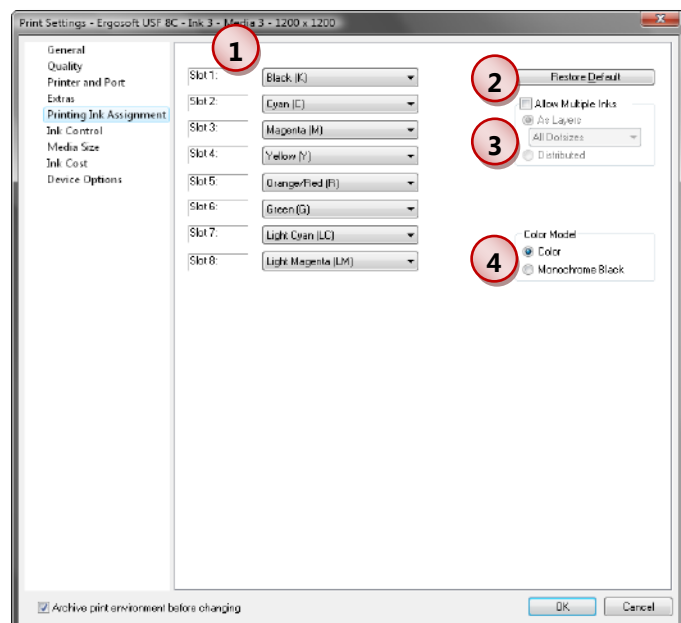 Print Settings - Ergosoft USF 8C - Ink 3 - Media 3 - 1200 x 1200
General
Quality
Printer and Port
Extras
Printing Ink Assignment
Ink Control
Media Size
Ink Cost
Device Options
1
Slot 1: Black (K)
Slot 2: Cyan (C)
Slot 3: Magenta (M)
Slot 4: Yellow (Y)
Slot 5: Orange/Red (R)
Slot 6: Green (G)
Slot 7: Light Cyan (LC)
Slot 8: Light Magenta (LM)
2
Restore Default
Allow Multiple Inks
3
As Layers
All Dotsizes
Distributed
Color Model
4
Color
Monochrome Black
Archive print environment before changing
OK
Cancel